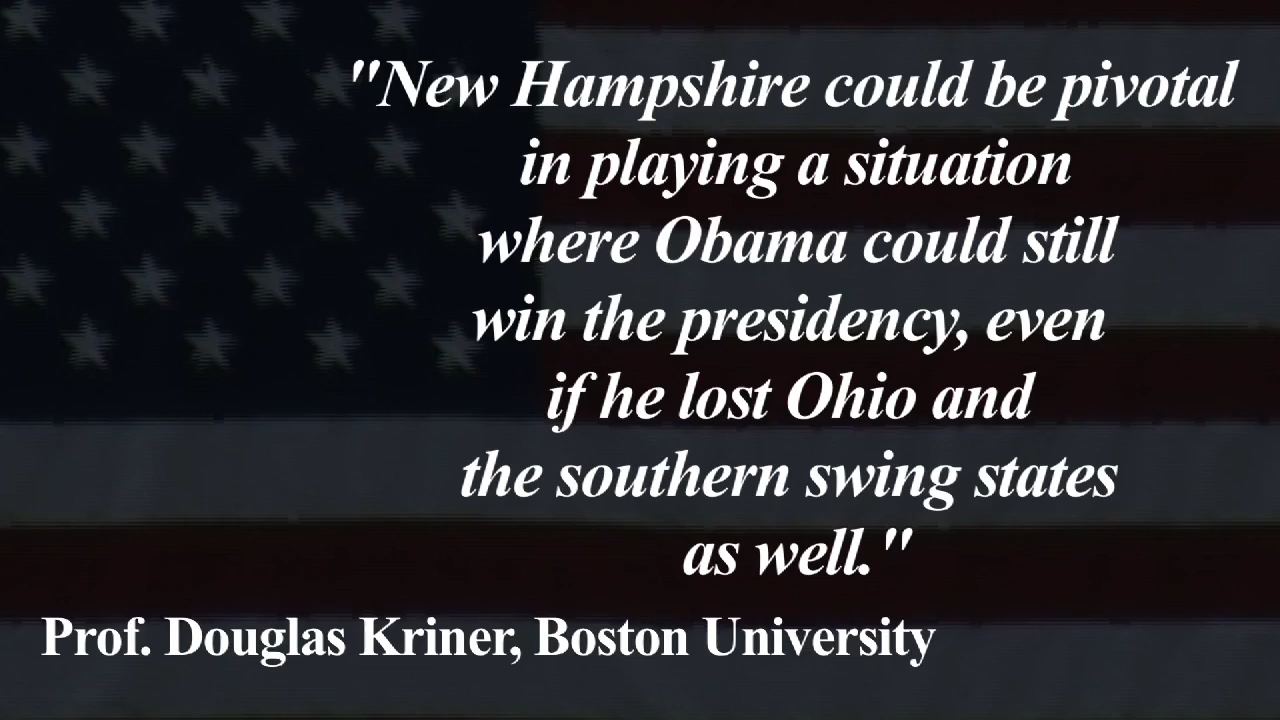 "New Hampshire could be pivotal
in playing a situation
where Obama could still
win the presidency, even
if he lost Ohio and
the southern swing states
as well."
Prof. Douglas Kriner, Boston University